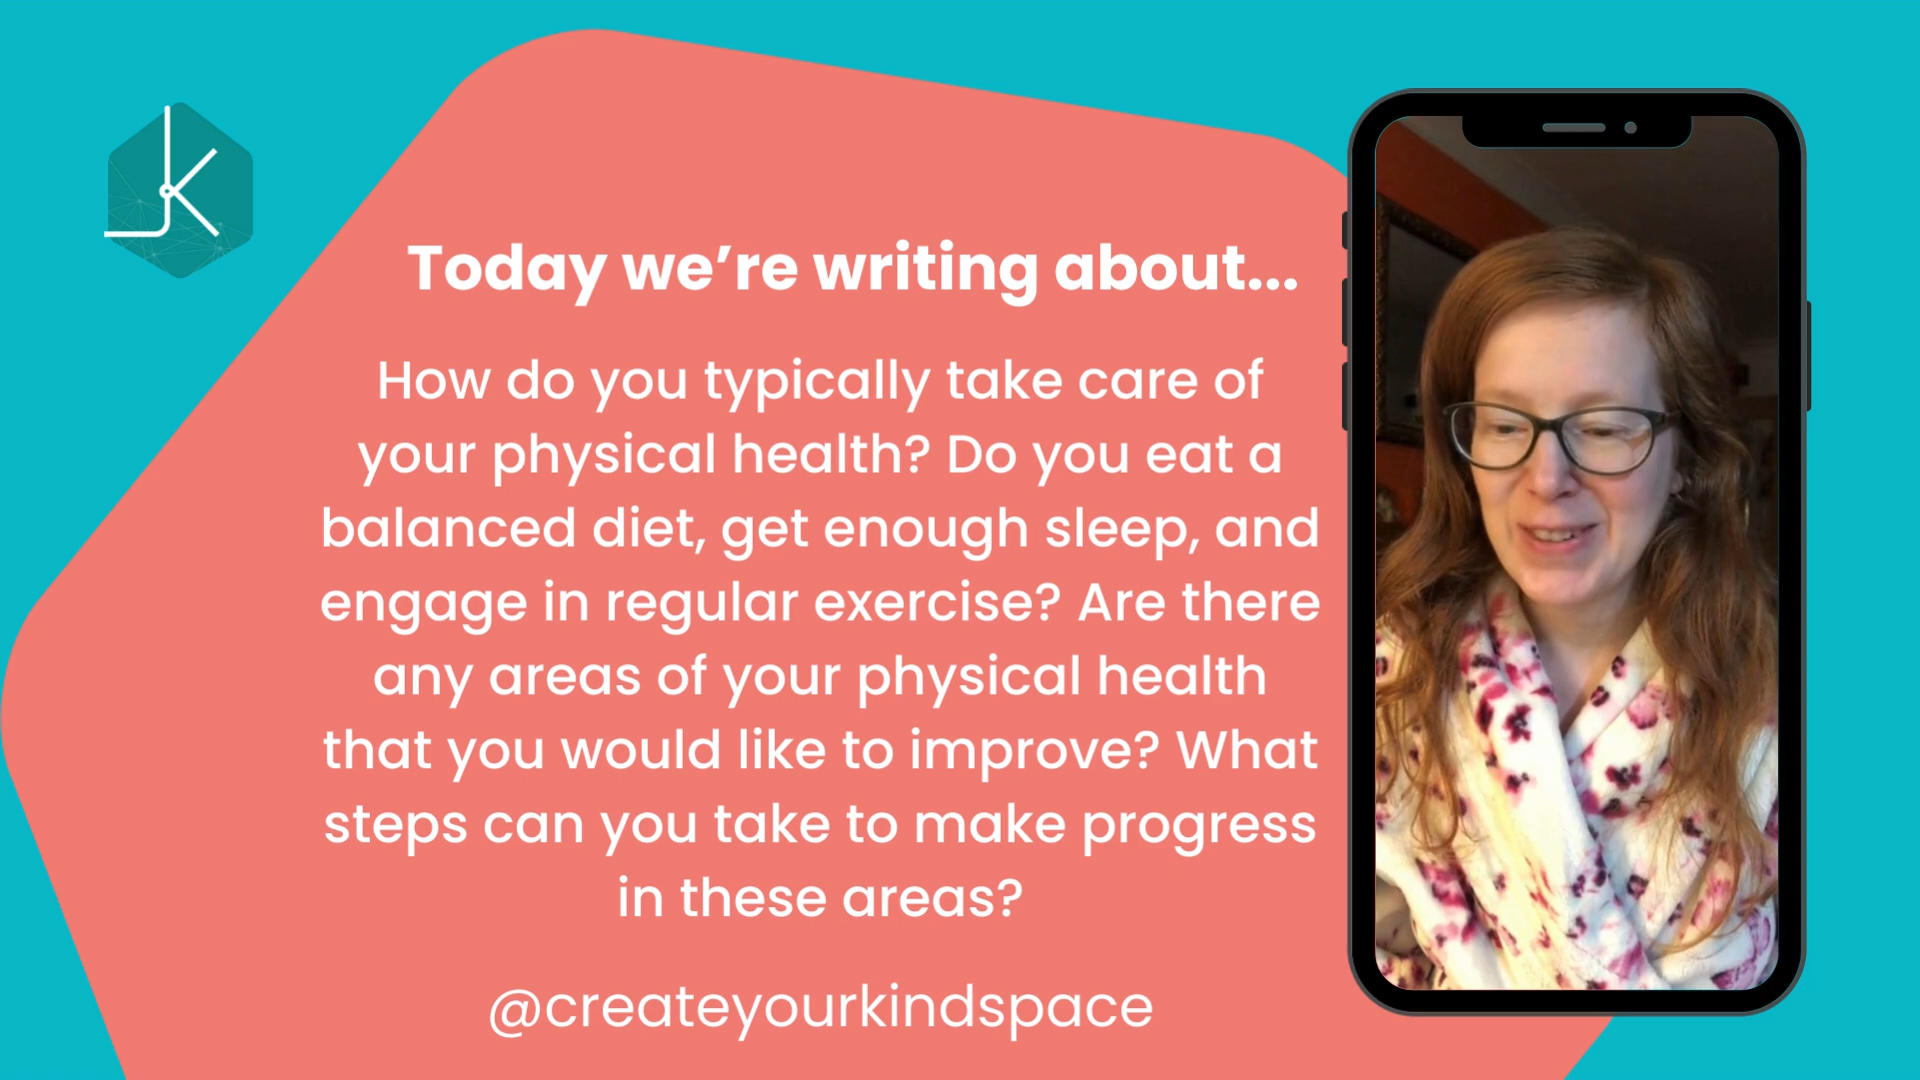 Today we’re writing about...
How do you typically take care of
your physical health? Do you eat a
balanced diet, get enough sleep, and
engage in regular exercise? Are there
any areas of your physical health
that you would like to improve? What
steps can you take to make progress
in these areas?
@createyourkindspace